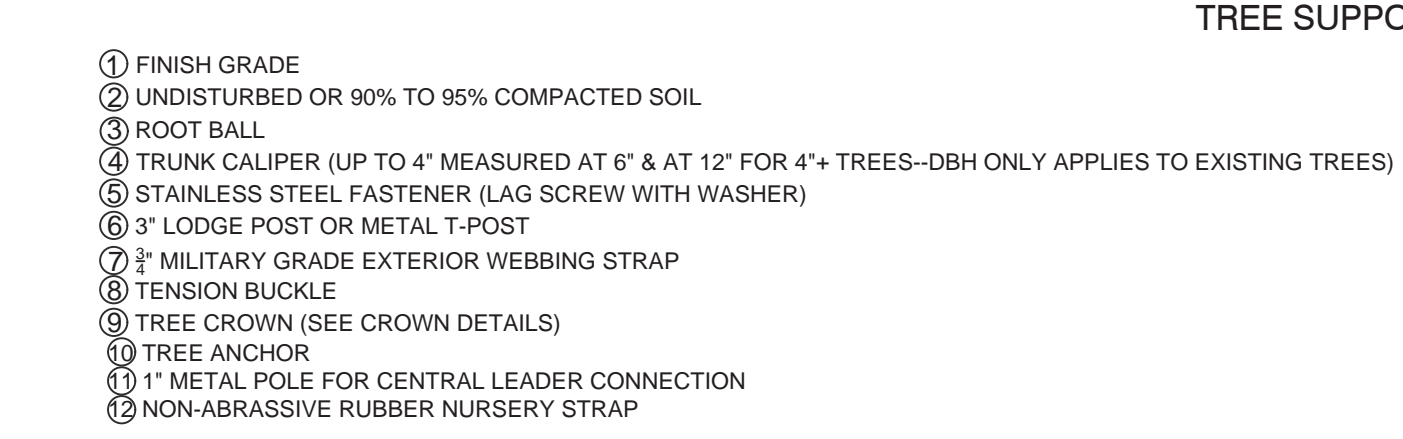 TREE SUPPO
① FINISH GRADE
② UNDISTURBED OR 90% TO 95% COMPACTED SOIL
③ ROOT BALL
④ TRUNK CALIPER (UP TO 4" MEASURED AT 6" & AT 12" FOR 4"+ TREES--DBH ONLY APPLIES TO EXISTING TREES)
⑤ STAINLESS STEEL FASTENER (LAG SCREW WITH WASHER)
⑥ 3" LODGE POST OR METAL T-POST
⑦ ¾" MILITARY GRADE EXTERIOR WEBBING STRAP
⑧ TENSION BUCKLE
⑨ TREE CROWN (SEE CROWN DETAILS)
⑩ TREE ANCHOR
⑪ 1" METAL POLE FOR CENTRAL LEADER CONNECTION
⑫ NON-ABRASSIVE RUBBER NURSERY STRAP